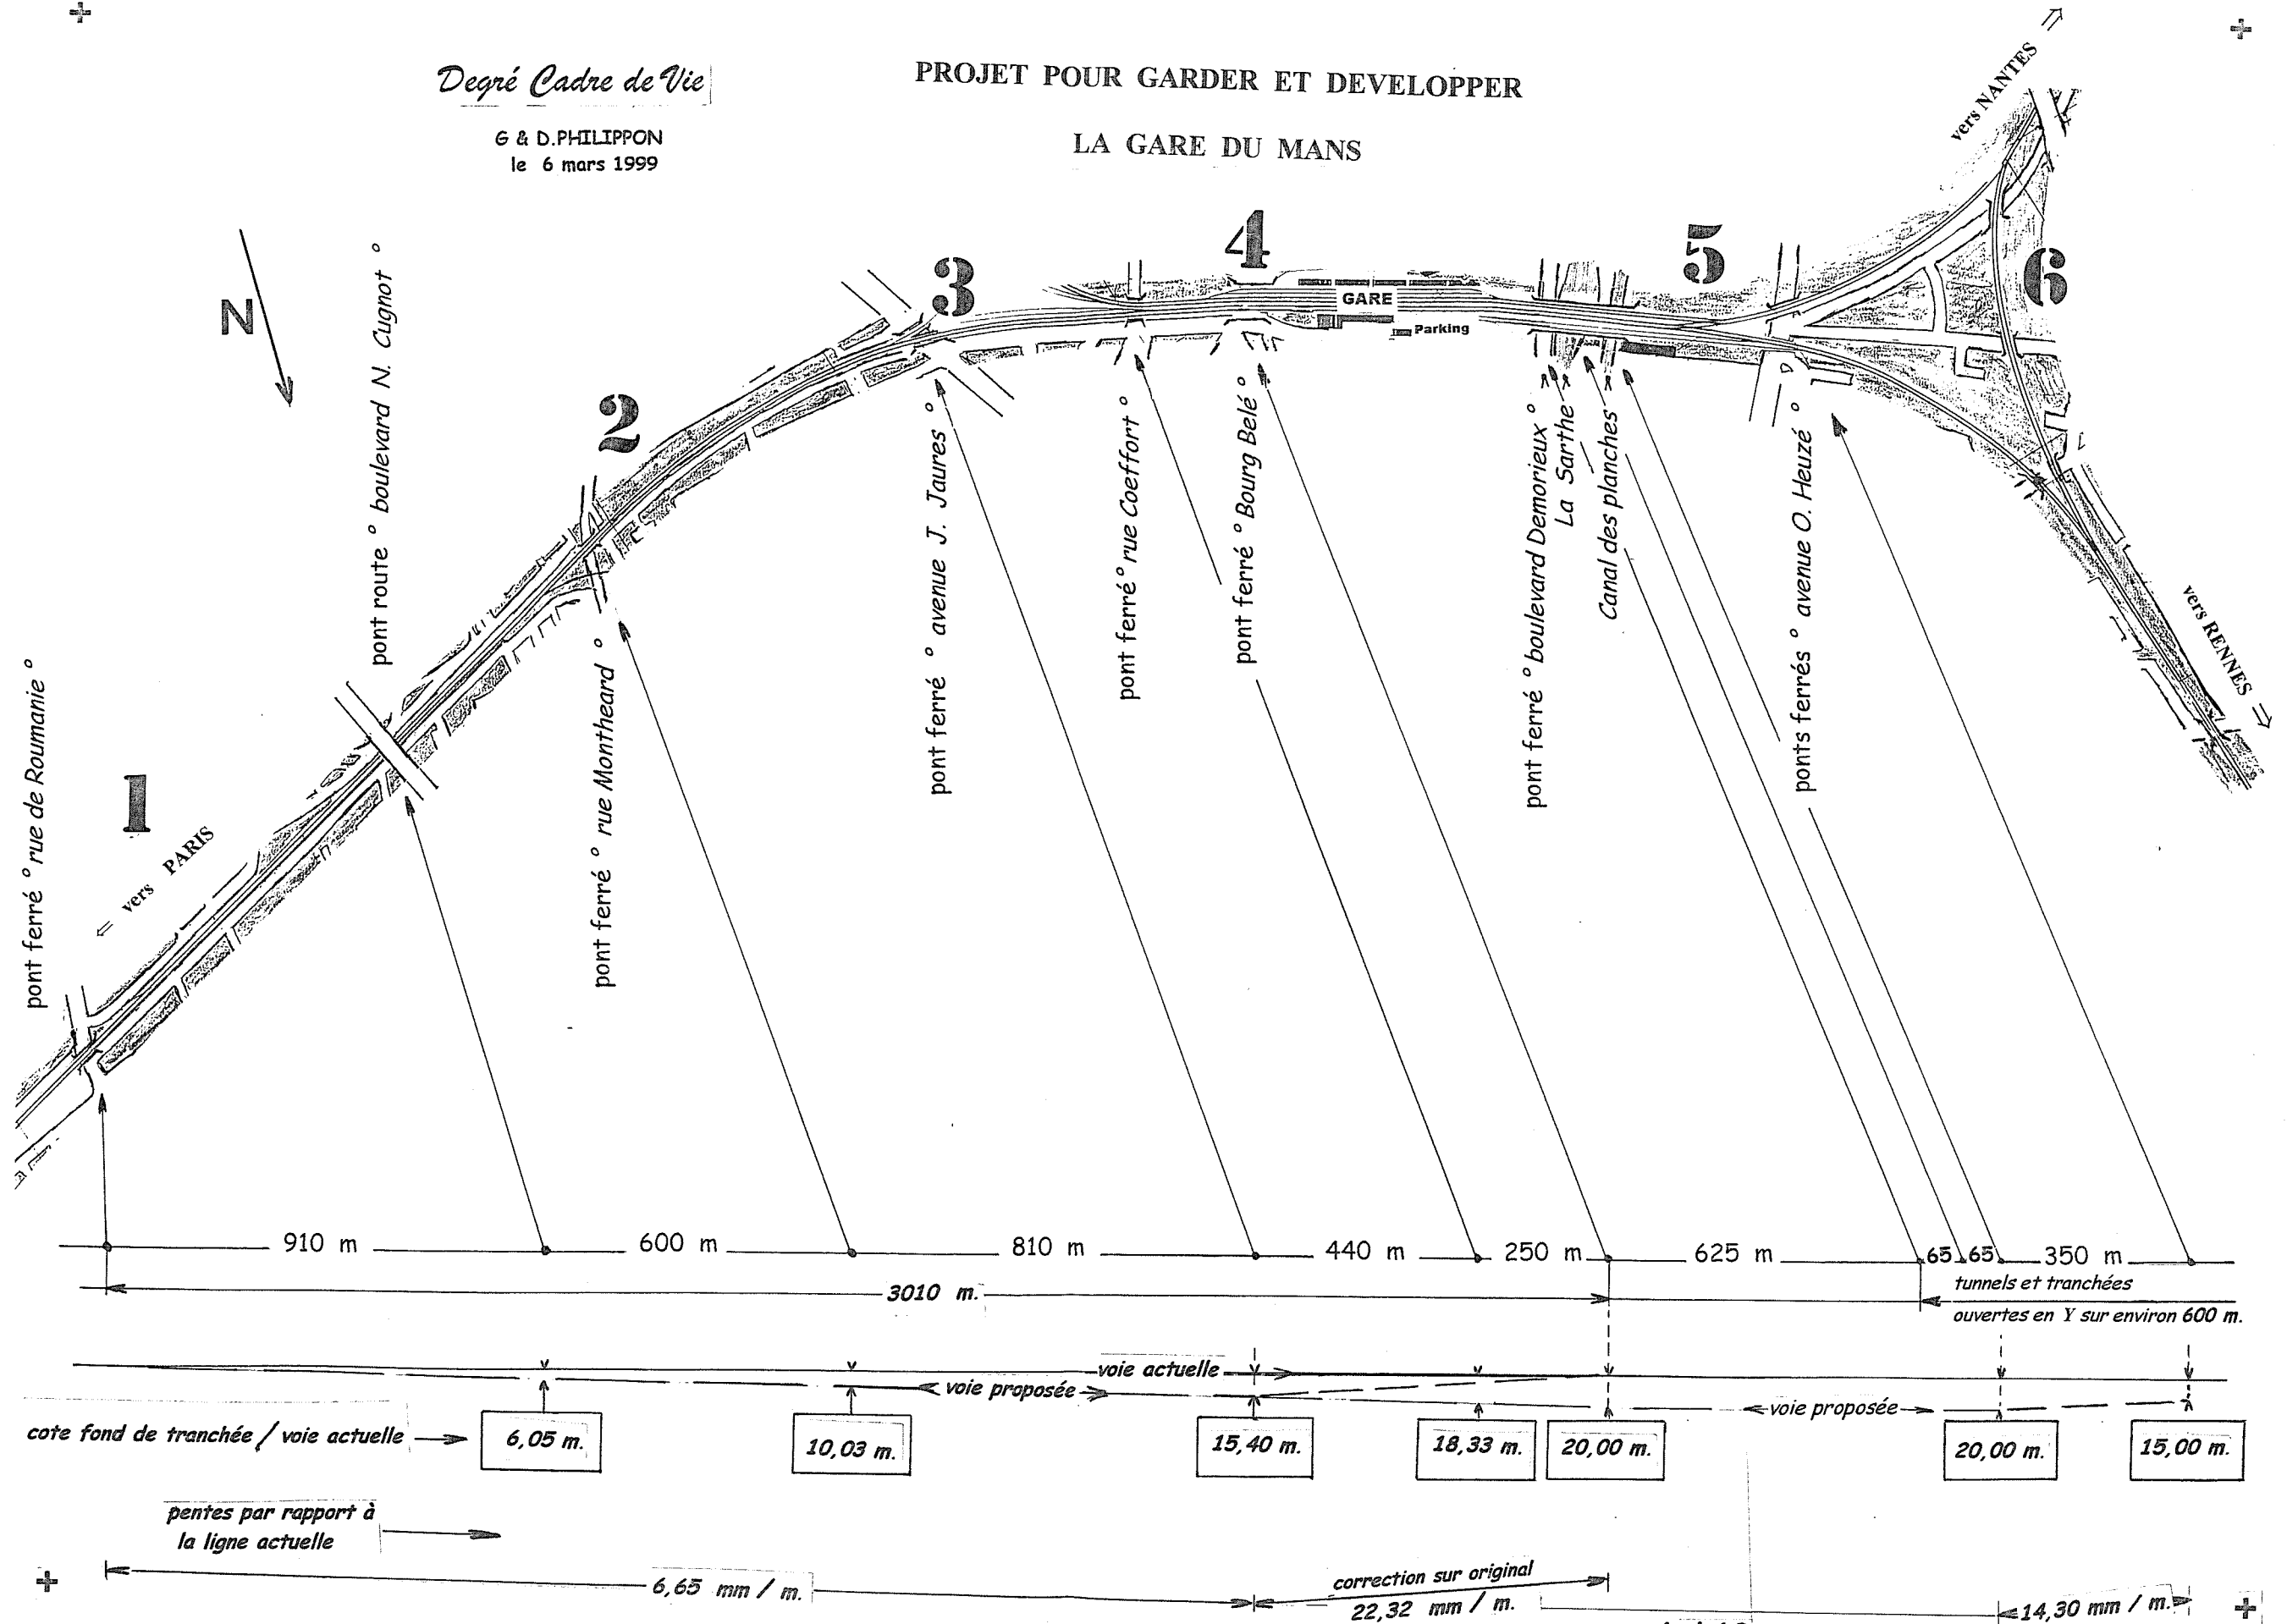 Degré Cadre de Vie
G & D.PHILIPPON
le 6 mars 1999
PROJET POUR GARDER ET DEVELOPPER
LA GARE DU MANS
vers NANTES
N
1
2
3
4
5
6
GARE
Parking
vers PARIS
vers RENNES
pont ferré ° rue de Roumanie °
pont route ° boulevard N. Cugnot °
pont ferré ° rue Montheard °
pont ferré ° avenue J. Jaures °
pont ferré ° rue Coeffort °
pont ferré ° Bourg Belé °
pont ferré ° boulevard Demorieux °
La Sarthe
Canal des planches
ponts ferrés ° avenue O. Heuzé °
910 m
600 m
810 m
440 m
250 m
625 m
65
65
350 m
3010 m.
tunnels et tranchées
ouvertes en Y sur environ 600 m.
voie actuelle
voie proposée
voie proposée
cote fond de tranchée / voie actuelle
6,05 m.
10,03 m.
15,40 m.
18,33 m.
20,00 m.
20,00 m.
15,00 m.
pentes par rapport à
la ligne actuelle
6,65 mm / m.
correction sur original
22,32 mm / m.
14,30 mm / m.